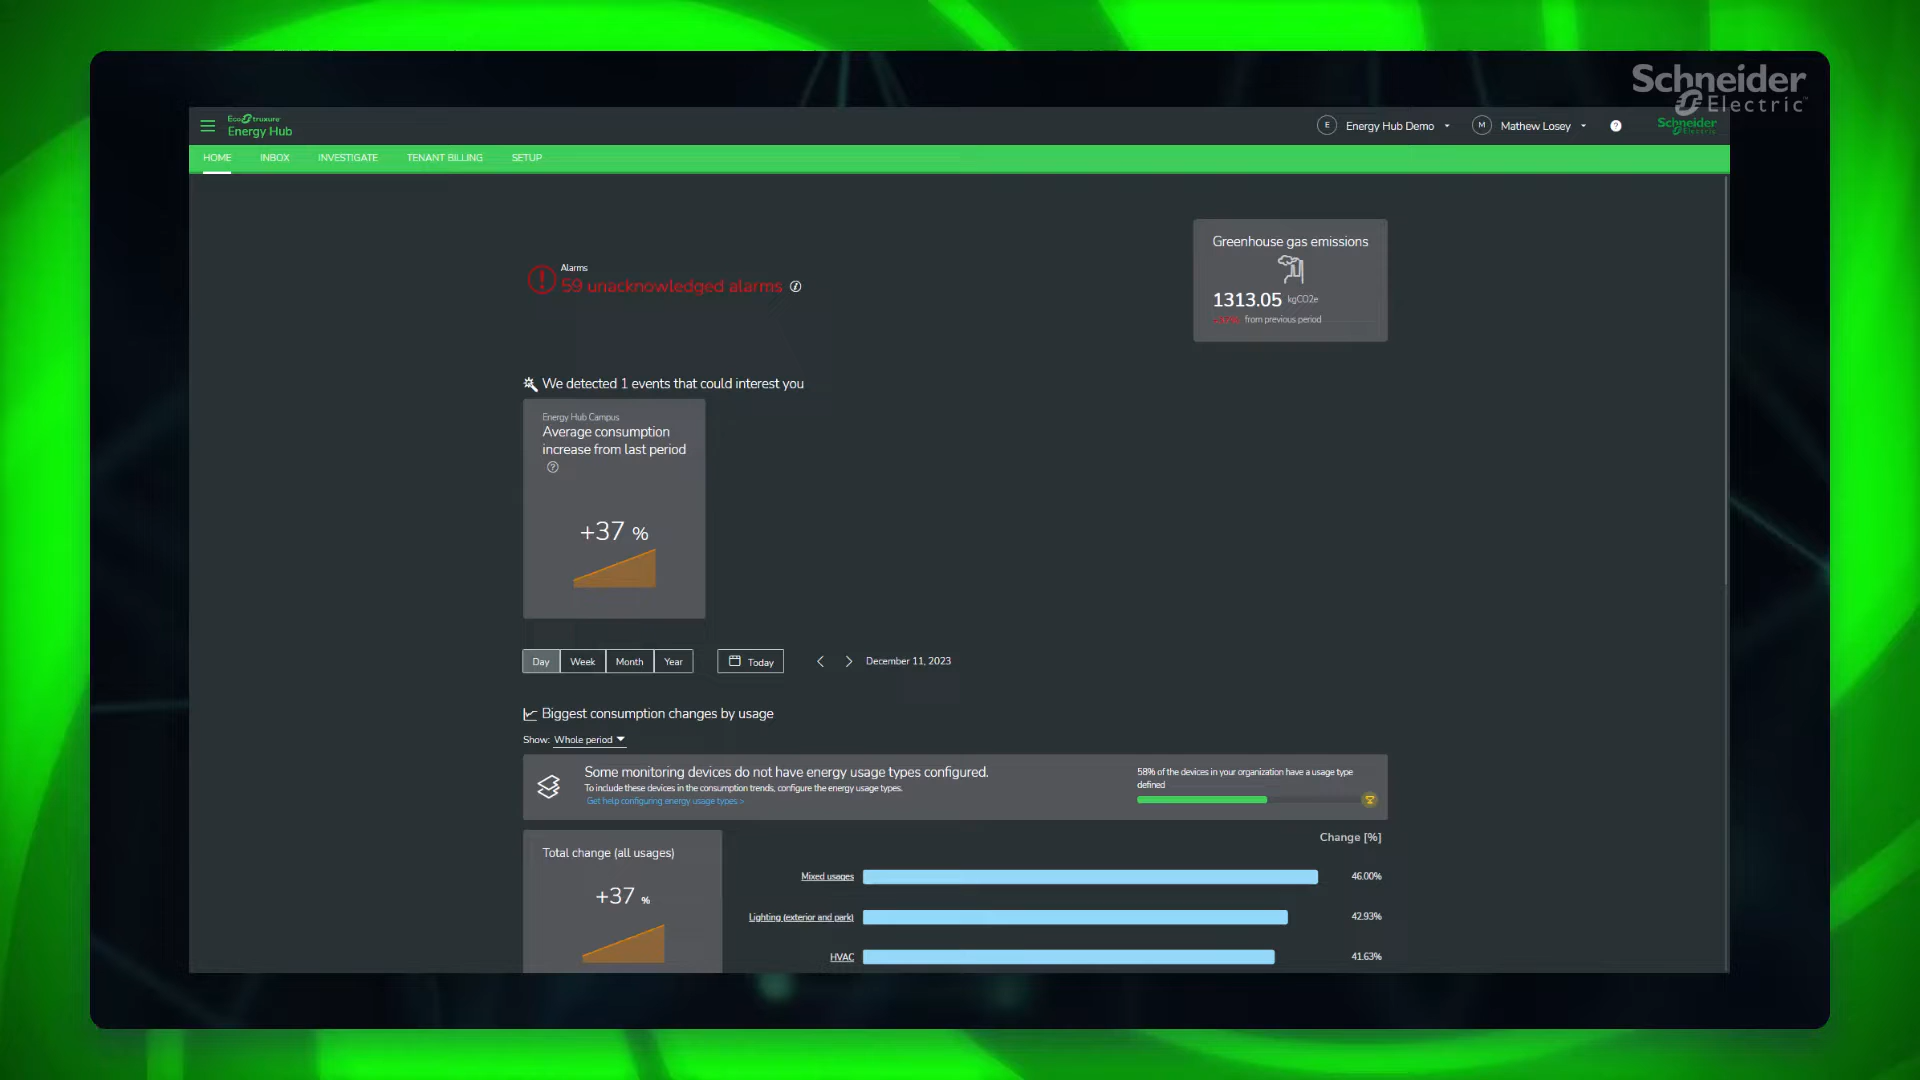 Schneider
Electric
EcoStruxure
Energy Hub
E Energy Hub Demo
M Mathew Losey
?
Schneider
Electric
HOME INBOX INVESTIGATE TENANT BILLING SETUP
Greenhouse gas emissions
1313.05 kgCO2e
from previous period
Alarms
59 unacknowledged alarms
We detected 1 events that could interest you
Energy Hub Campus
Average consumption
increase from last period
?
+37 %
Day Week Month Year Today December 11, 2023
Biggest consumption changes by usage
Show: Whole period
Some monitoring devices do not have energy usage types configured.
To include these devices in the consumption trends, configure the energy usage types.
Get help configuring energy usage types >
58% of the devices in your organization have a usage type
defined
Change [%]
Total change (all usages)
+37 %
Mixed usages 46.00%
Lighting (exterior and park) 42.93%
HVAC 41.63%